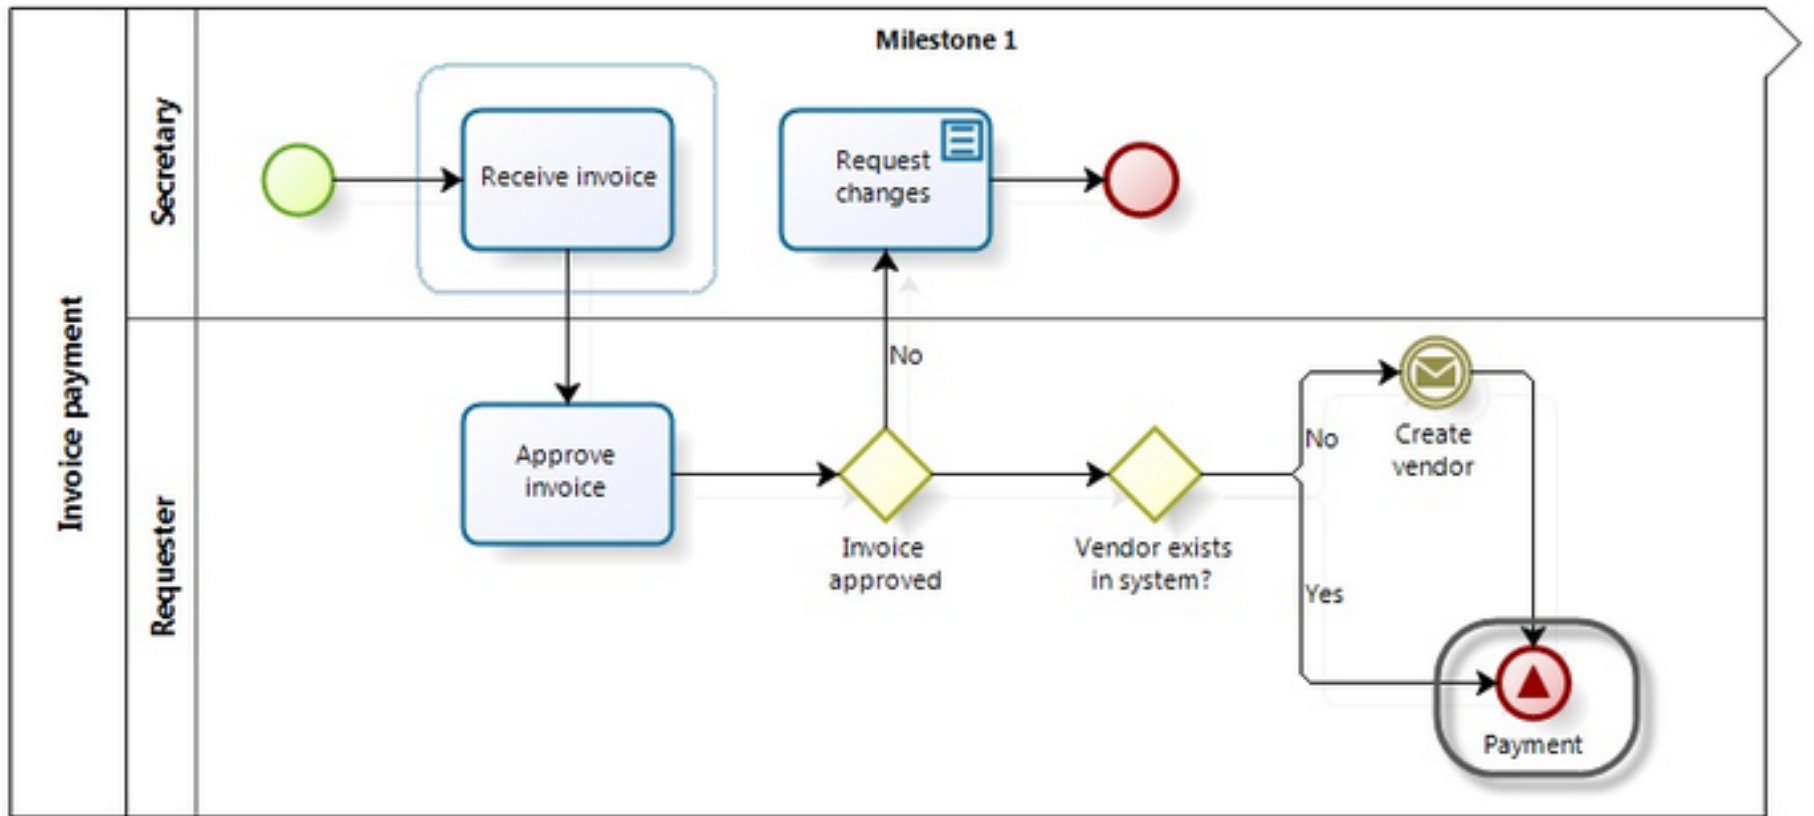 Milestone 1
Invoice payment
Secretary
Receive invoice
Request
changes
Requester
No
Approve
invoice
Invoice
approved
Vendor exists
in system?
No
Create
vendor
Yes
Payment